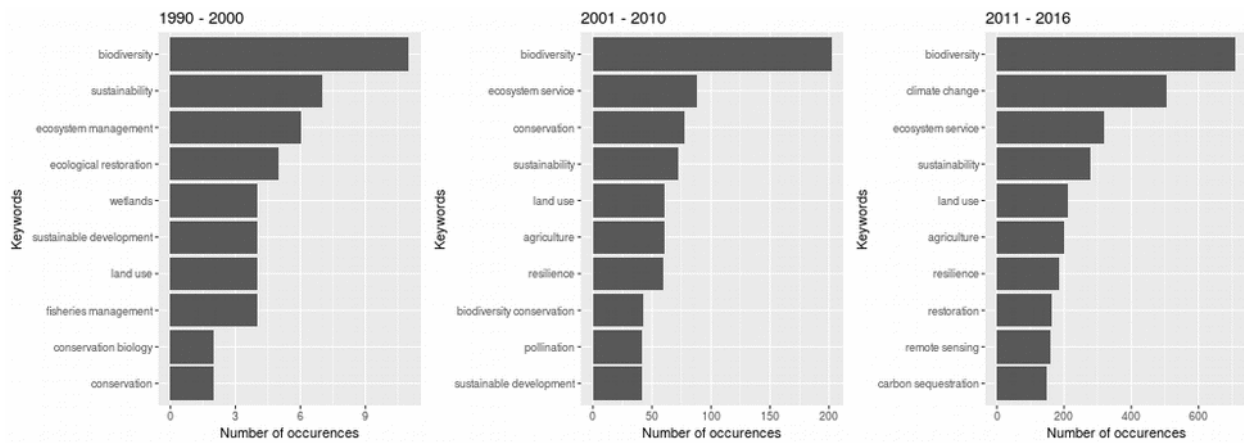 1990 - 2000
Keywords
biodiversity
sustainability
ecosystem management
ecological restoration
wetlands
sustainable development
land use
fisheries management
conservation biology
conservation
0 3 6 9
Number of occurences
2001 - 2010
Keywords
biodiversity
ecosystem service
conservation
sustainability
land use
agriculture
resilience
biodiversity conservation
pollination
sustainable development
0 50 100 150 200
Number of occurences
2011 - 2016
Keywords
biodiversity
climate change
ecosystem service
sustainability
land use
agriculture
resilience
restoration
remote sensing
carbon sequestration
0 200 400 600
Number of occurences